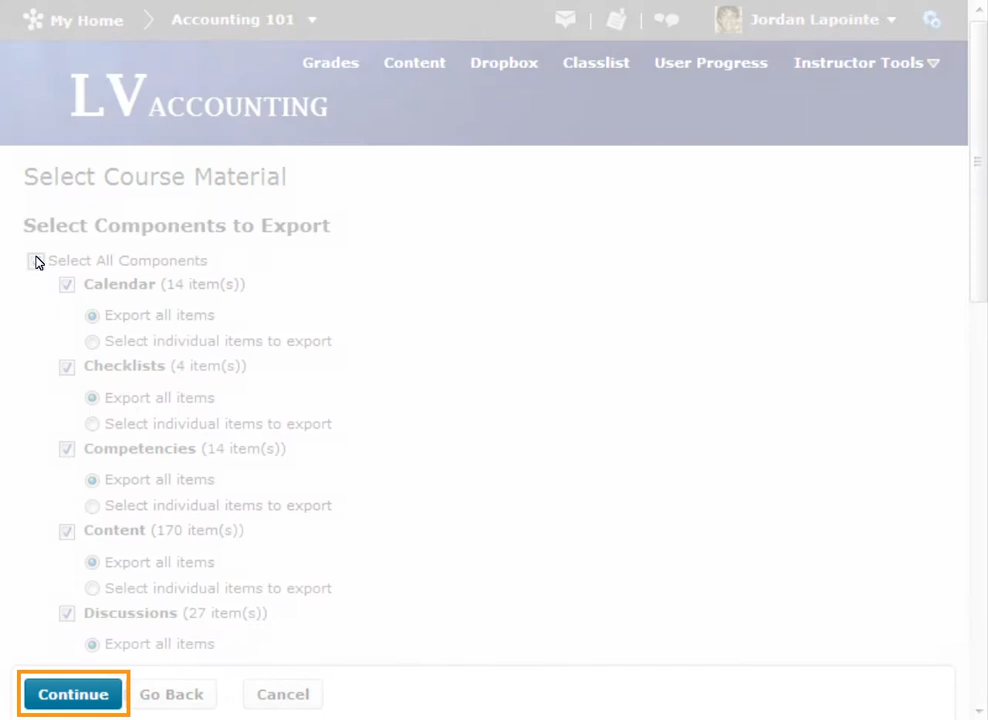 My Home Accounting 101 Jordan Lapointe
Grades Content Dropbox Classlist User Progress Instructor Tools
LV ACCOUNTING
Select Course Material
Select Components to Export
Select All Components
Calendar (14 item(s))
Export all items
Select individual items to export
Checklists (4 item(s))
Export all items
Select individual items to export
Competencies (14 item(s))
Export all items
Select individual items to export
Content (170 item(s))
Export all items
Select individual items to export
Discussions (27 item(s))
Export all items
Continue Go Back Cancel